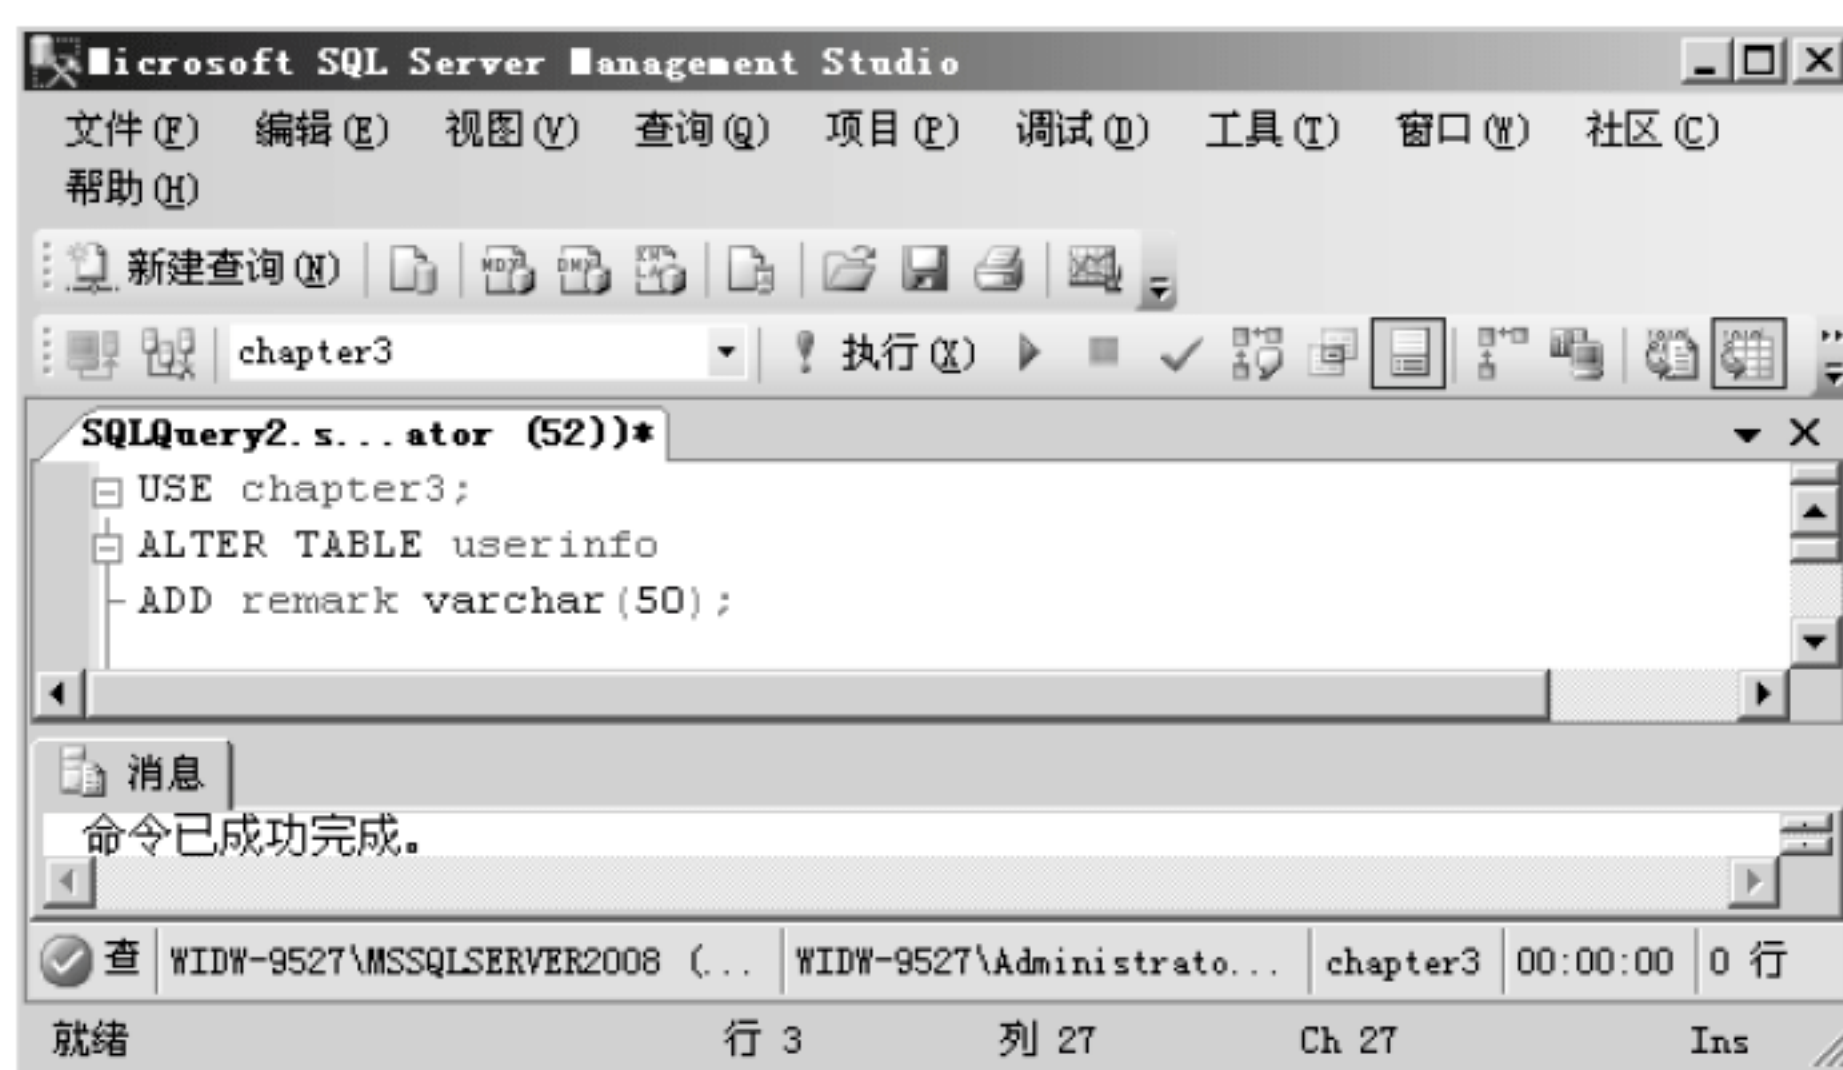 Microsoft SQL Server Management Studio
文件(F) 编辑(E) 视图(V) 查询(Q) 项目(P) 调试(D) 工具(T) 窗口(W) 社区(C)
帮助(H)
新建查询(N)
chapter3 执行(X)
SQLQuery2.s...ator (52))*
USE chapter3;
ALTER TABLE userinfo
ADD remark varchar(50);
消息
命令已成功完成。
查 WIDW-9527\MSSQLSERVER2008 (... WIDW-9527\Administrato... chapter3 00:00:00 0 行
就绪 行 3 列 27 Ch 27 Ins